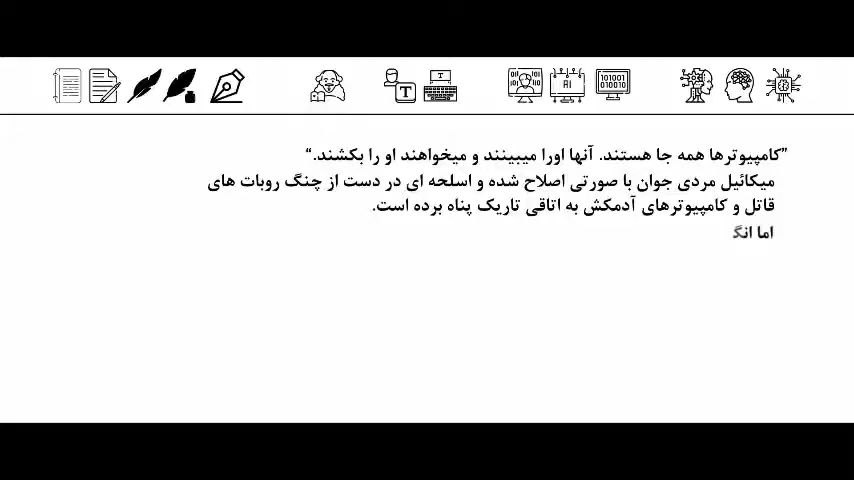 ”کامپیوترها همه جا هستند. آنها اورا میبینند و میخواهند او را بکشند.“
میکائیل مردی جوان با صورتی اصلاح شده و اسلحه ای در دست از چنگ روبات های
قاتل و کامپیوترهای آدمکش به اتاقی تاریک پناه برده است.
اما انگ